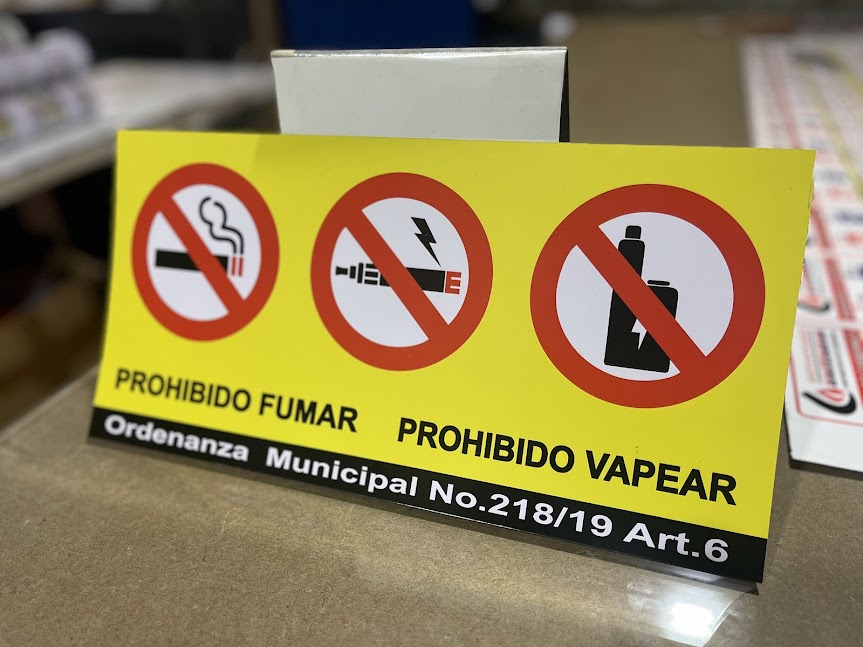 PROHIBIDO FUMAR
PROHIBIDO VAPEAR
Ordenanza Municipal No.218/19 Art.6